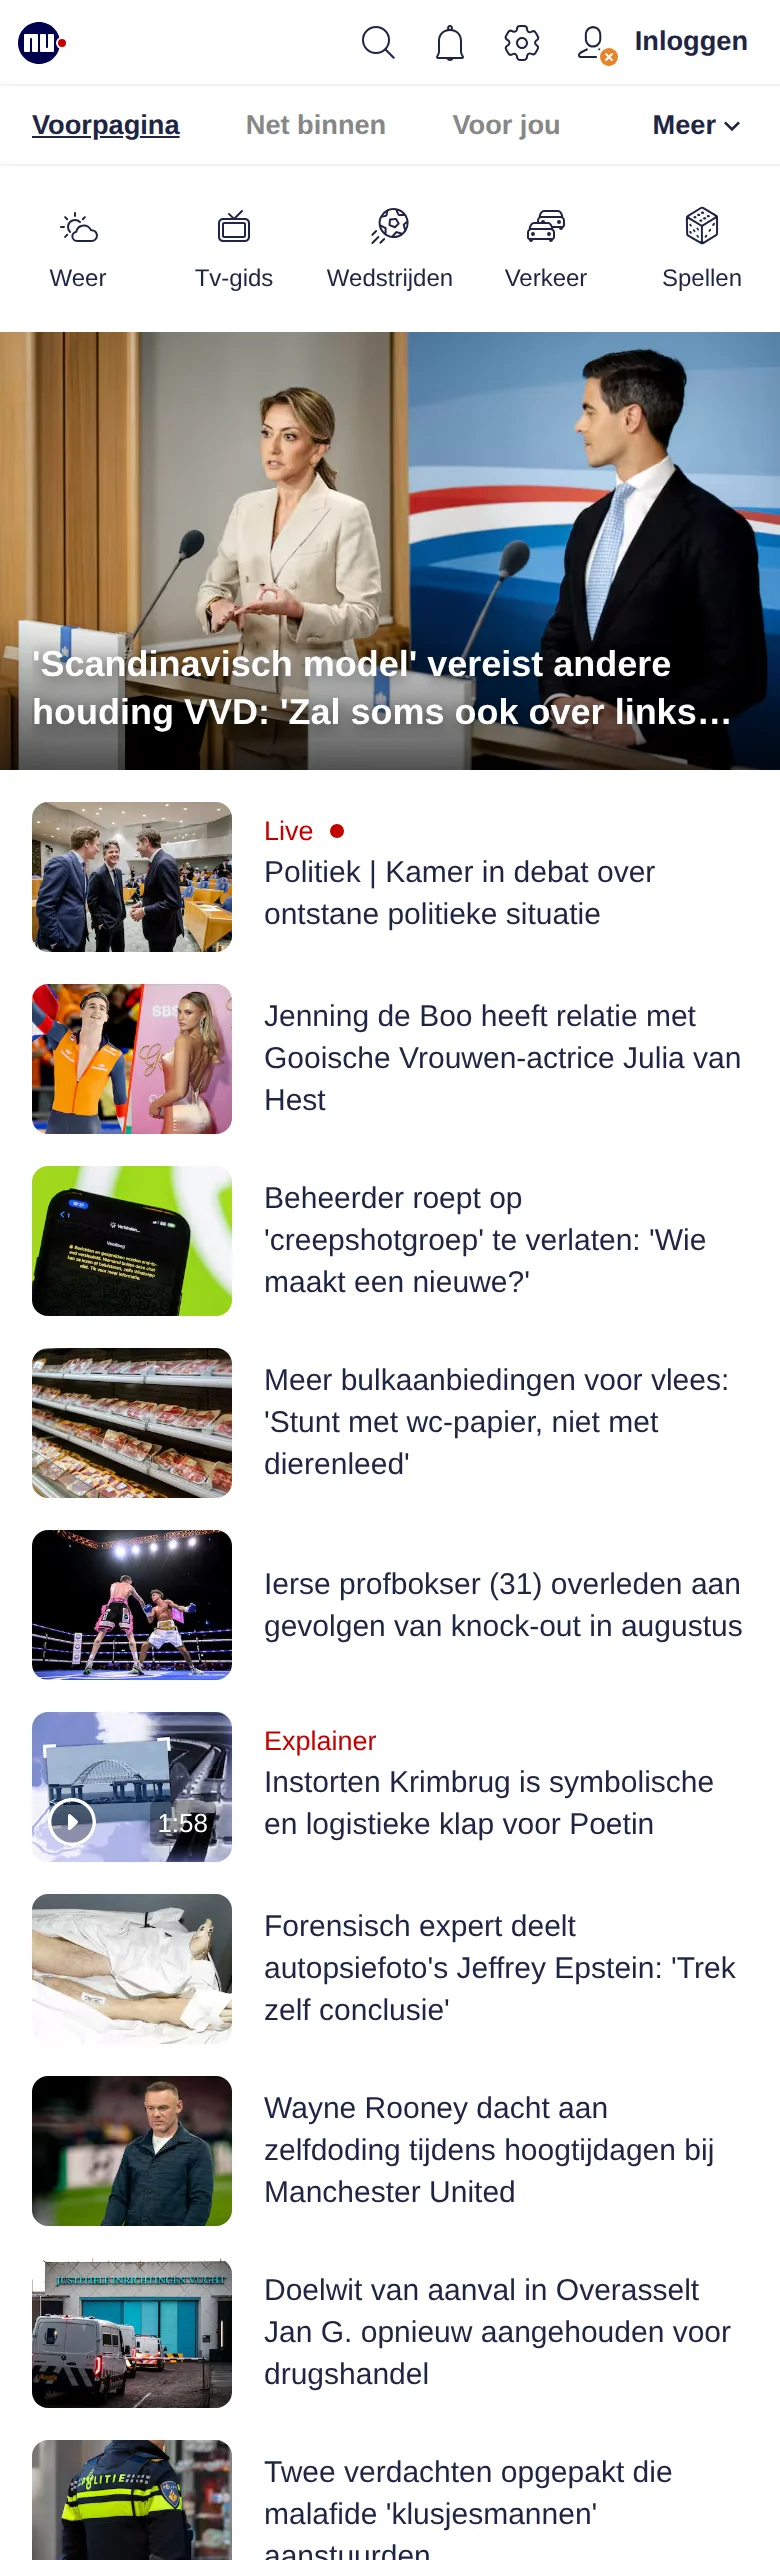 nu
Inloggen
Voorpagina
Net binnen
Voor jou
Meer
Weer
Tv-gids
Wedstrijden
Verkeer
Spellen
'Scandinavisch model' vereist andere
houding VVD: 'Zal soms ook over links...
Live
Politiek | Kamer in debat over
ontstane politieke situatie
SBS
Jenning de Boo heeft relatie met
Gooische Vrouwen-actrice Julia van
Hest
Beheerder roept op
'creepshotgroep' te verlaten: 'Wie
maakt een nieuwe?'
Meer bulkaanbiedingen voor vlees:
'Stunt met wc-papier, niet met
dierenleed'
Ierse profbokser (31) overleden aan
gevolgen van knock-out in augustus
1:58
Explainer
Instorten Krimbrug is symbolische
en logistieke klap voor Poetin
Forensisch expert deelt
autopsiefoto's Jeffrey Epstein: 'Trek
zelf conclusie'
Wayne Rooney dacht aan
zelfdoding tijdens hoogtijdagen bij
Manchester United
JUSTITIELE INRICHTINGEN VUGHT
Doelwit van aanval in Overasselt
Jan G. opnieuw aangehouden voor
drugshandel
POLITIE
Twee verdachten opgepakt die
malafide 'klusjesmannen'
aanstuurden